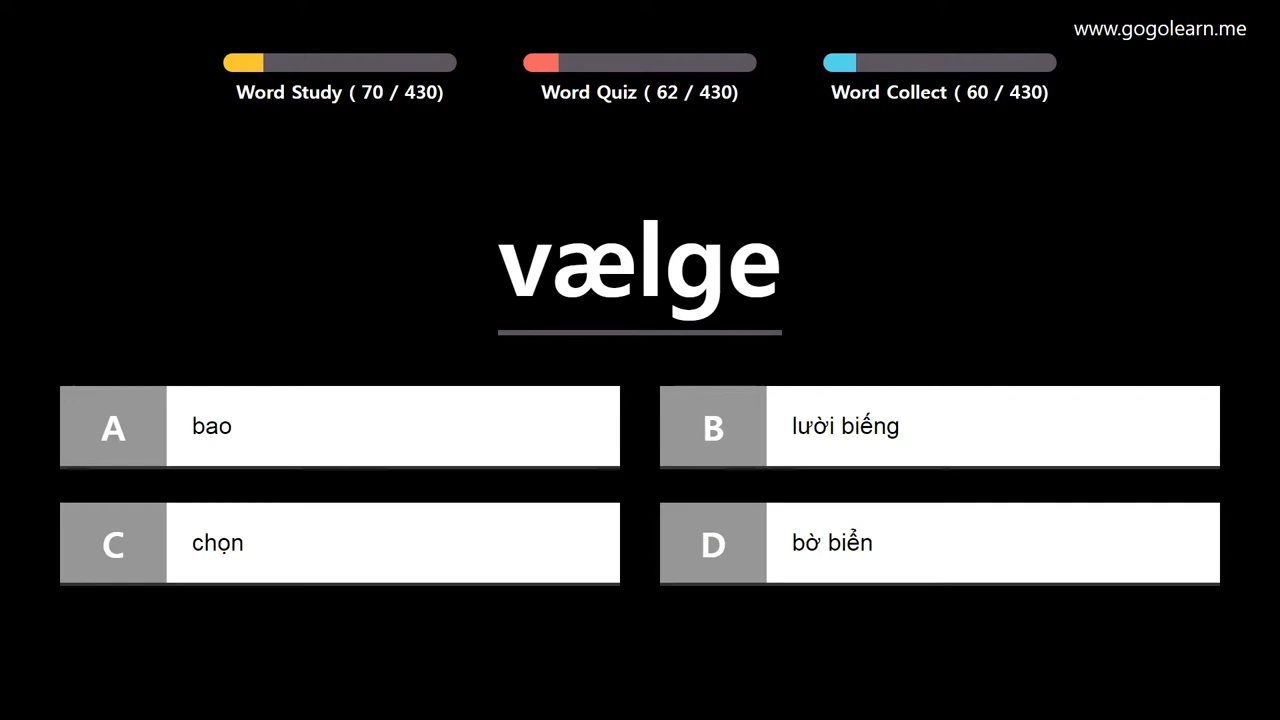 www.gogolearn.me
Word Study ( 70 / 430)
Word Quiz ( 62 / 430)
Word Collect ( 60 / 430)
vælge
A bao
B lười biếng
C chọn
D bờ biển